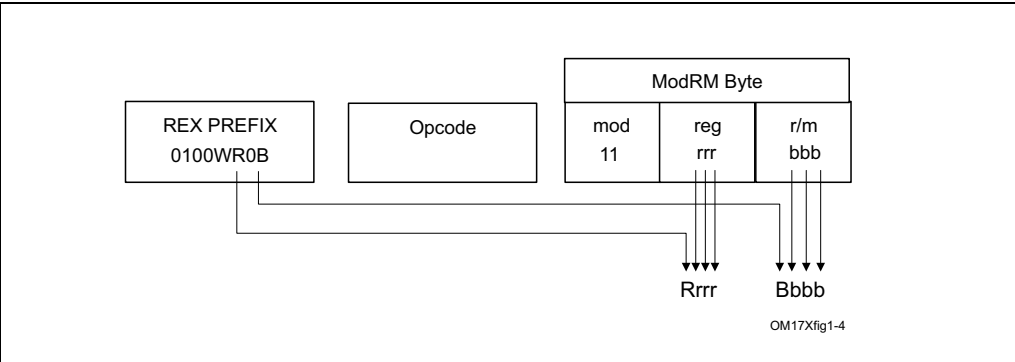 ModRM Byte
REX PREFIX
0100WR0B
Opcode
mod
11
reg
rrr
r/m
bbb
Rrrr
Bbbb
OM17Xfig1-4